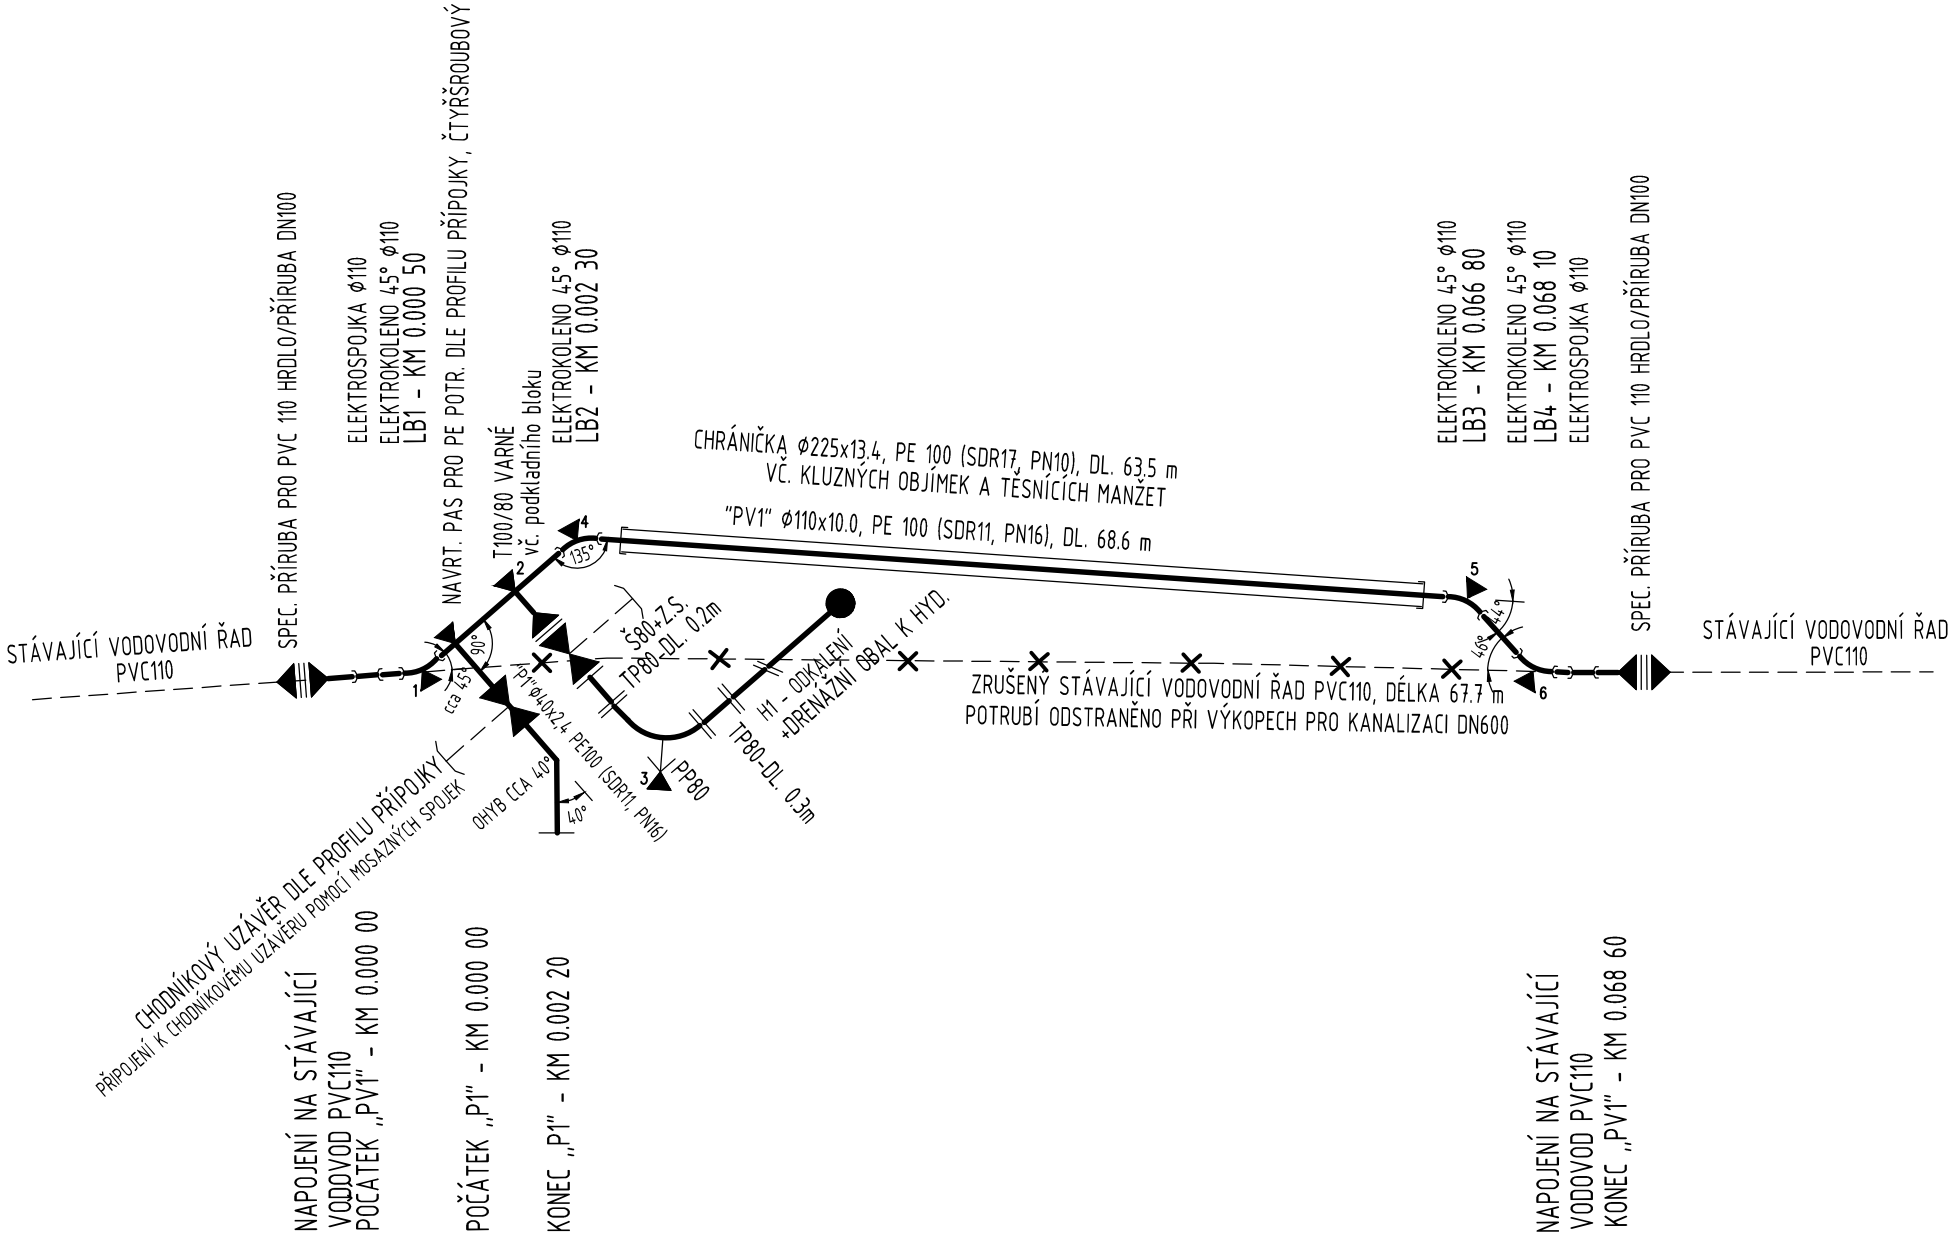 SPEC. PŘÍRUBA PRO PVC 110 HRDLO/PŘÍRUBA DN100
ELEKTROSPOJKA ϕ110
ELEKTROKOLENO 45° ϕ110
LB1 - KM 0.000 50
NAVRT. PAS PRO PE POTR. DLE PROFILU PŘÍPOJKY, ČTYŘŠROUBOVÝ
T100/80 VARNÉ
vč. podkladního bloku
ELEKTROKOLENO 45° ϕ110
LB2 - KM 0.002 30
ELEKTROKOLENO 45° ϕ110
LB3 - KM 0.066 80
ELEKTROKOLENO 45° ϕ110
LB4 - KM 0.068 10
ELEKTROSPOJKA ϕ110
SPEC. PŘÍRUBA PRO PVC 110 HRDLO/PŘÍRUBA DN100
CHRÁNIČKA ϕ225x13.4, PE 100 (SDR17, PN10), DL. 63.5 m
VČ. KLUZNÝCH OBJÍMEK A TĚSNÍCÍCH MANŽET
"PV1" ϕ110x10.0, PE 100 (SDR11, PN16), DL. 68.6 m
STÁVAJÍCÍ VODOVODNÍ ŘAD
PVC110
STÁVAJÍCÍ VODOVODNÍ ŘAD
PVC110
1
2
3
4
5
6
135°
90°
cca 45°
44°
46°
Š80+Z.S.
TP80-DL. 0.2m
H1 - ODKALENÍ
+DRENÁŽNÍ OBAL K HYD.
TP80-DL. 0.3m
PP80
"P1"ϕ40x2,4 PE100 (SDR11, PN16)
OHYB CCA 40°
40°
ZRUŠENÝ STÁVAJÍCÍ VODOVODNÍ ŘAD PVC110, DÉLKA 67.7 m
POTRUBÍ ODSTRANĚNO PŘI VÝKOPECH PRO KANALIZACI DN600
CHODNÍKOVÝ UZÁVĚR DLE PROFILU PŘÍPOJKY
PŘIPOJENÍ K CHODNÍKOVÉMU UZÁVĚRU POMOCÍ MOSAZNÝCH SPOJEK
NAPOJENÍ NA STÁVAJÍCÍ
VODOVOD PVC110
POČÁTEK „PV1" - KM 0.000 00
POČÁTEK „P1" - KM 0.000 00
KONEC „P1" - KM 0.002 20
NAPOJENÍ NA STÁVAJÍCÍ
VODOVOD PVC110
KONEC „PV1" - KM 0.068 60